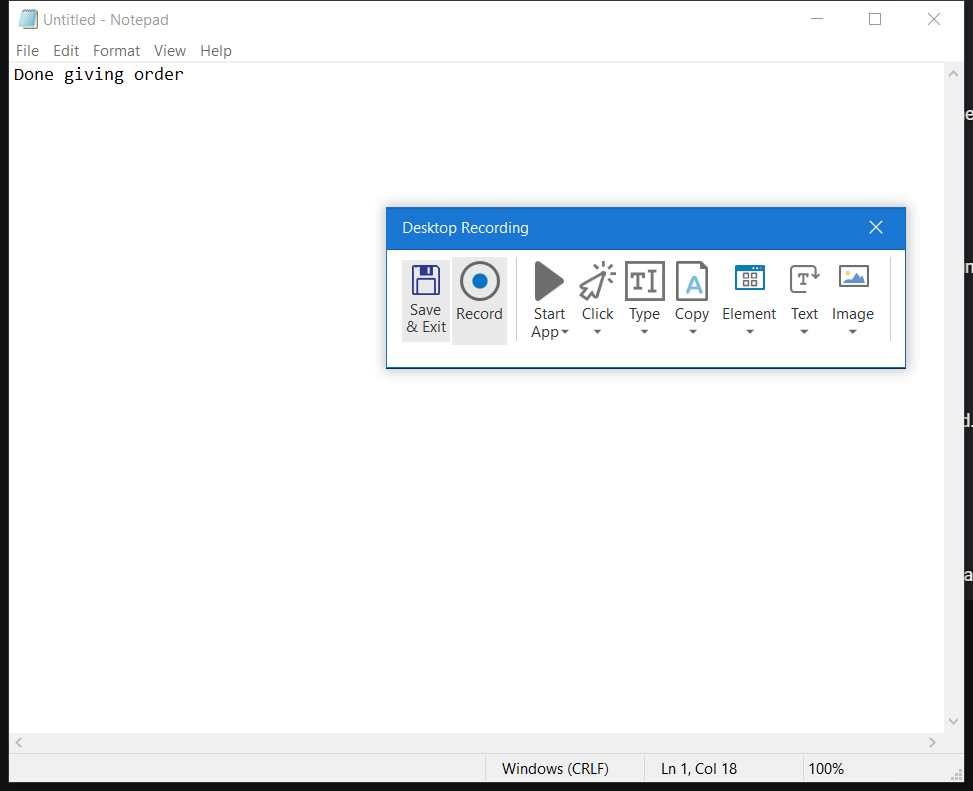 Untitled - Notepad
File Edit Format View Help
Done giving order
Desktop Recording
Save & Exit
Record
Start App
Click
Type
Copy
Element
Text
Image
Windows (CRLF)
Ln 1, Col 18
100%